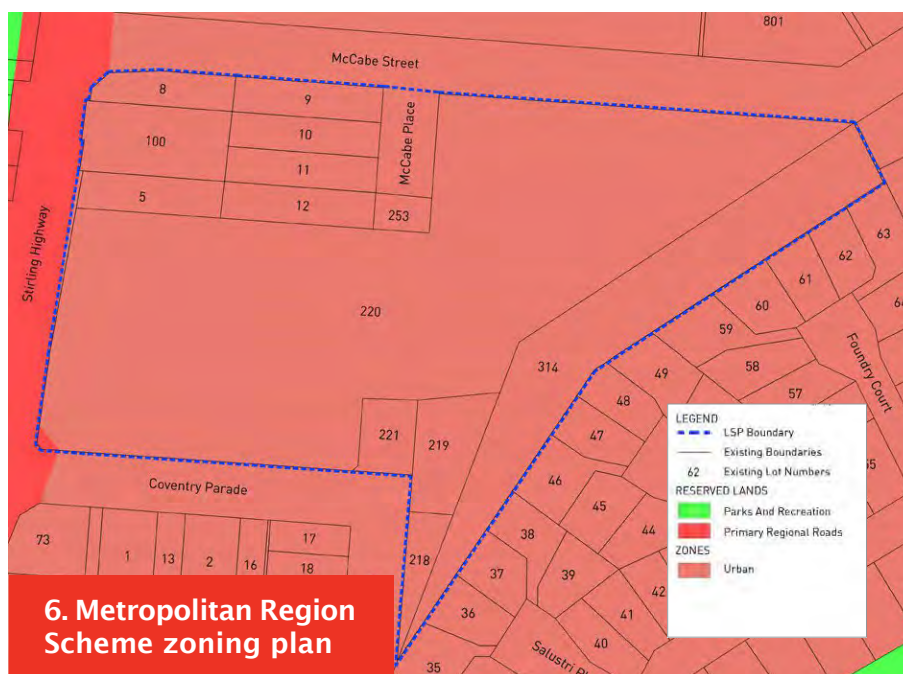 801
McCabe Street
8
9
10
100
11
McCabe Place
5
12
253
Stirling Highway
220
63
62
61
60
59
64
58
57
Foundry Court
314
49
48
47
46
45
44
55
221
219
Coventry Parade
73
1
13
2
16
17
18
218
38
37
39
42
36
41
40
35
Salustri Pl
LEGEND
LSP Boundary
Existing Boundaries
62 Existing Lot Numbers
RESERVED LANDS
Parks And Recreation
Primary Regional Roads
ZONES
Urban
6. Metropolitan Region
Scheme zoning plan